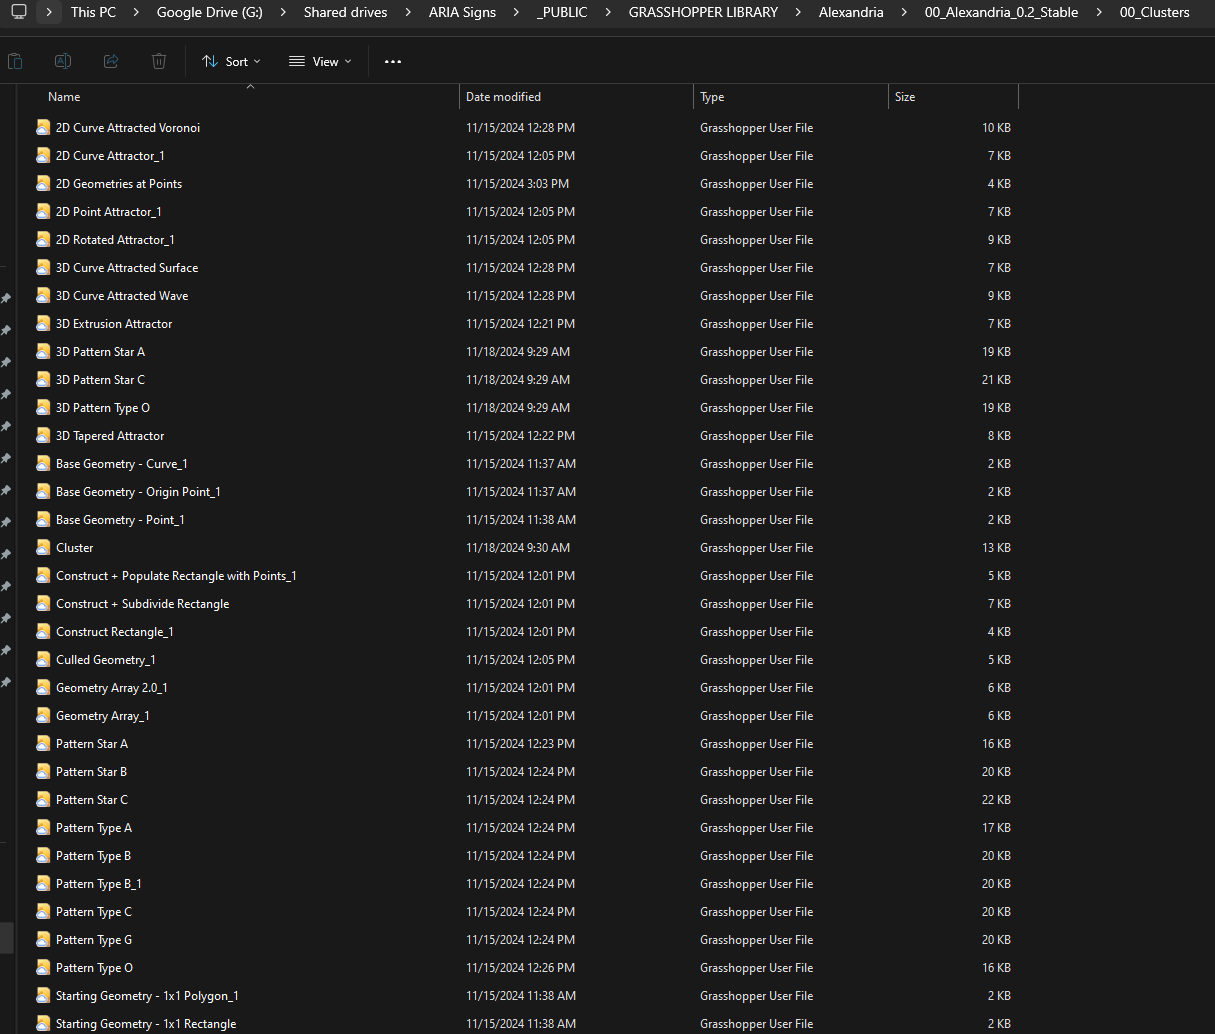 This PC > Google Drive (G:) > Shared drives > ARIA Signs > _PUBLIC > GRASSHOPPER LIBRARY > Alexandria > 00_Alexandria_0.2_Stable > 00_Clusters
Sort View
Name Date modified Type Size
2D Curve Attracted Voronoi 11/15/2024 12:28 PM Grasshopper User File 10 KB
2D Curve Attractor_1 11/15/2024 12:05 PM Grasshopper User File 7 KB
2D Geometries at Points 11/15/2024 3:03 PM Grasshopper User File 4 KB
2D Point Attractor_1 11/15/2024 12:05 PM Grasshopper User File 7 KB
2D Rotated Attractor_1 11/15/2024 12:05 PM Grasshopper User File 9 KB
3D Curve Attracted Surface 11/15/2024 12:28 PM Grasshopper User File 7 KB
3D Curve Attracted Wave 11/15/2024 12:28 PM Grasshopper User File 9 KB
3D Extrusion Attractor 11/15/2024 12:21 PM Grasshopper User File 7 KB
3D Pattern Star A 11/18/2024 9:29 AM Grasshopper User File 19 KB
3D Pattern Star C 11/18/2024 9:29 AM Grasshopper User File 21 KB
3D Pattern Type O 11/18/2024 9:29 AM Grasshopper User File 19 KB
3D Tapered Attractor 11/15/2024 12:22 PM Grasshopper User File 8 KB
Base Geometry - Curve_1 11/15/2024 11:37 AM Grasshopper User File 2 KB
Base Geometry - Origin Point_1 11/15/2024 11:37 AM Grasshopper User File 2 KB
Base Geometry - Point_1 11/15/2024 11:38 AM Grasshopper User File 2 KB
Cluster 11/18/2024 9:30 AM Grasshopper User File 13 KB
Construct + Populate Rectangle with Points_1 11/15/2024 12:01 PM Grasshopper User File 5 KB
Construct + Subdivide Rectangle 11/15/2024 12:01 PM Grasshopper User File 7 KB
Construct Rectangle_1 11/15/2024 12:01 PM Grasshopper User File 4 KB
Culled Geometry_1 11/15/2024 12:05 PM Grasshopper User File 5 KB
Geometry Array 2.0_1 11/15/2024 12:01 PM Grasshopper User File 6 KB
Geometry Array_1 11/15/2024 12:01 PM Grasshopper User File 6 KB
Pattern Star A 11/15/2024 12:23 PM Grasshopper User File 16 KB
Pattern Star B 11/15/2024 12:24 PM Grasshopper User File 20 KB
Pattern Star C 11/15/2024 12:24 PM Grasshopper User File 22 KB
Pattern Type A 11/15/2024 12:24 PM Grasshopper User File 17 KB
Pattern Type B 11/15/2024 12:24 PM Grasshopper User File 20 KB
Pattern Type B_1 11/15/2024 12:24 PM Grasshopper User File 20 KB
Pattern Type C 11/15/2024 12:24 PM Grasshopper User File 20 KB
Pattern Type G 11/15/2024 12:24 PM Grasshopper User File 20 KB
Pattern Type O 11/15/2024 12:26 PM Grasshopper User File 16 KB
Starting Geometry - 1x1 Polygon_1 11/15/2024 11:38 AM Grasshopper User File 2 KB
Starting Geometry - 1x1 Rectangle 11/15/2024 11:38 AM Grasshopper User File 2 KB